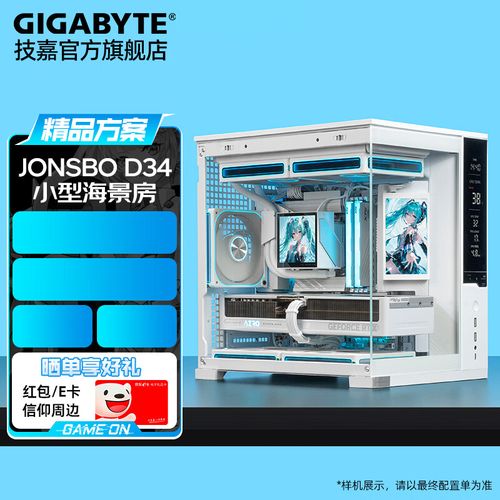 GIGABYTE™
技嘉官方旗舰店
精品方案
JONSBO D34
小型海景房
晒单享好礼
红包/E卡
信仰周边
GAME ON
GEFORCE RTX
38
*样机展示，请以最终配置单为准